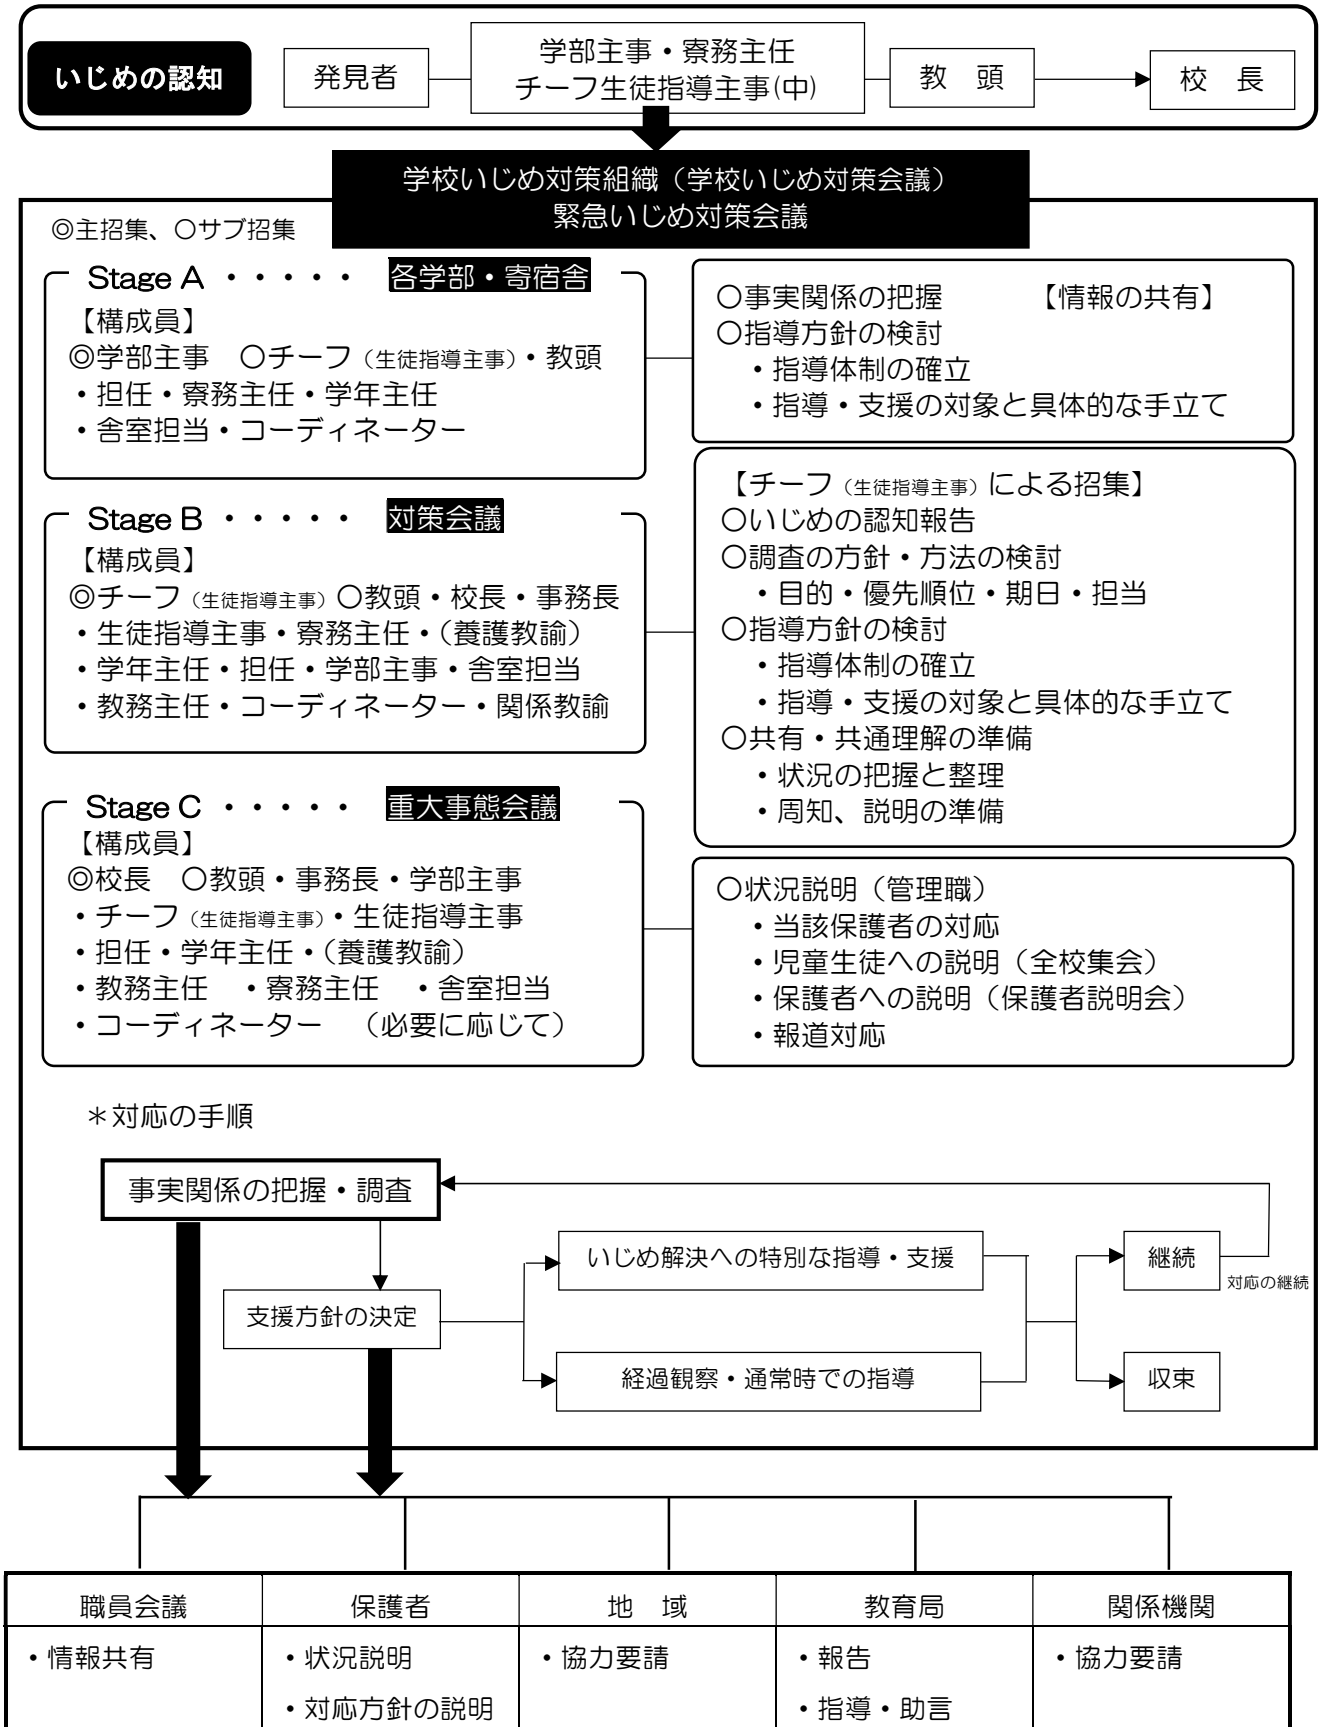 いじめの認知
発見者
学部主事・寮務主任
チーフ生徒指導主事(中)
教　頭
校　長
学校いじめ対策組織（学校いじめ対策会議）
緊急いじめ対策会議
◎主招集、〇サブ招集
Stage A ・・・・・　各学部・寄宿舎
【構成員】
◎学部主事　〇チーフ（生徒指導主事）・教頭
・担任・寮務主任・学年主任
・舎室担当・コーディネーター
〇事実関係の把握　　　【情報の共有】
〇指導方針の検討
・指導体制の確立
・指導・支援の対象と具体的な手立て
Stage B ・・・・・　対策会議
【構成員】
◎チーフ（生徒指導主事）〇教頭・校長・事務長
・生徒指導主事・寮務主任・（養護教諭）
・学年主任・担任・学部主事・舎室担当
・教務主任・コーディネーター・関係教諭
【チーフ（生徒指導主事）による招集】
〇いじめの認知報告
〇調査の方針・方法の検討
・目的・優先順位・期日・担当
〇指導方針の検討
・指導体制の確立
・指導・支援の対象と具体的な手立て
〇共有・共通理解の準備
・状況の把握と整理
・周知、説明の準備
Stage C ・・・・・　重大事態会議
【構成員】
◎校長　〇教頭・事務長・学部主事
・チーフ（生徒指導主事）・生徒指導主事
・担任・学年主任・（養護教諭）
・教務主任　・寮務主任　・舎室担当
・コーディネーター　（必要に応じて）
〇状況説明（管理職）
・当該保護者の対応
・児童生徒への説明（全校集会）
・保護者への説明（保護者説明会）
・報道対応
＊対応の手順
事実関係の把握・調査
いじめ解決への特別な指導・支援
継続
対応の継続
支援方針の決定
経過観察・通常時での指導
収束
職員会議
保護者
地　域
教育局
関係機関
・情報共有
・状況説明
・協力要請
・報告
・協力要請
・対応方針の説明
・指導・助言